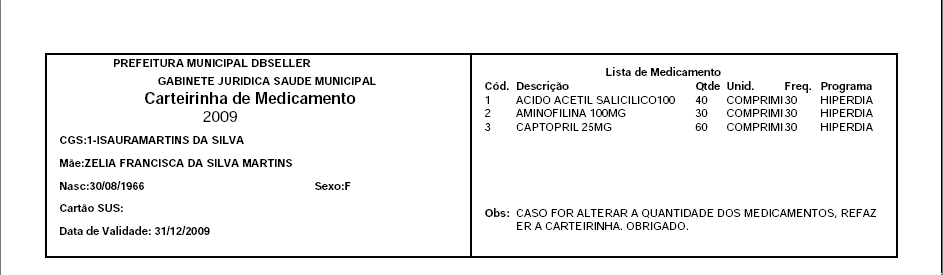 PREFEITURA MUNICIPAL DBSELLER
GABINETE JURIDICA SAUDE MUNICIPAL
Carteirinha de Medicamento
2009
CGS:1-ISAURAMARTINS DA SILVA
Mãe:ZELIA FRANCISCA DA SILVA MARTINS
Nasc:30/08/1966 Sexo:F
Cartão SUS:
Data de Validade: 31/12/2009
Lista de Medicamento
Cód. Descrição Qtde Unid. Freq. Programa
1 ACIDO ACETIL SALICILICO100 40 COMPRIMI 30 HIPERDIA
2 AMINOFILINA 100MG 30 COMPRIMI 30 HIPERDIA
3 CAPTOPRIL 25MG 60 COMPRIMI 30 HIPERDIA
Obs: CASO FOR ALTERAR A QUANTIDADE DOS MEDICAMENTOS, REFAZ
ER A CARTEIRINHA. OBRIGADO.